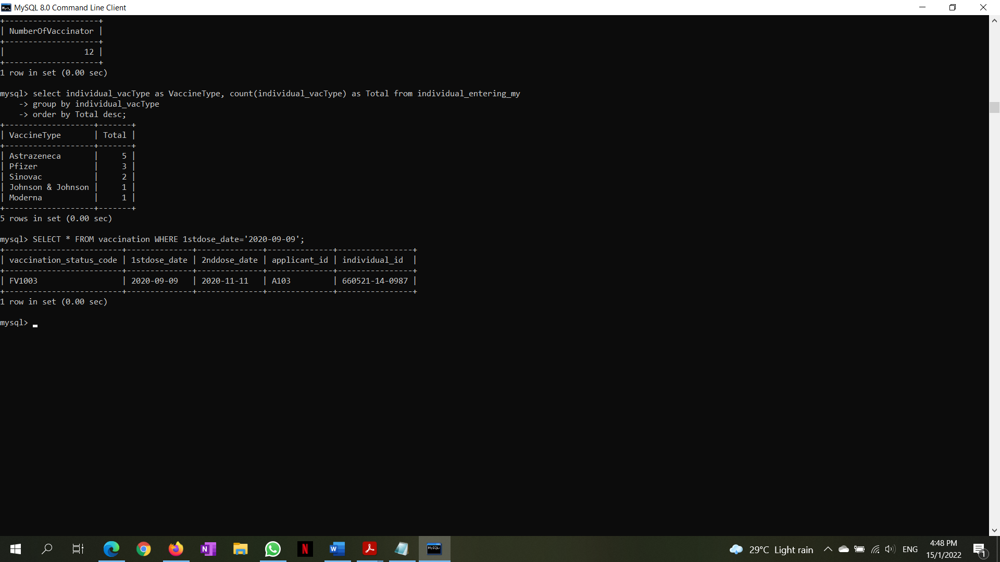 MySQL 8.0 Command Line Client
+--------------------+
| NumberOfVaccinator |
+--------------------+
|                 12 |
+--------------------+
1 row in set (0.00 sec)
mysql> select individual_vacType as VaccineType, count(individual_vacType) as Total from individual_entering_my
    -> group by individual_vacType
    -> order by Total desc;
+-------------------+-------+
| VaccineType       | Total |
+-------------------+-------+
| Astrazeneca       |     5 |
| Pfizer            |     3 |
| Sinovac           |     2 |
| Johnson & Johnson |     1 |
| Moderna           |     1 |
+-------------------+-------+
5 rows in set (0.00 sec)
mysql> SELECT * FROM vaccination WHERE 1stdose_date='2020-09-09';
+-------------------------+--------------+--------------+--------------+----------------+
| vaccination_status_code | 1stdose_date | 2nddose_date | applicant_id | individual_id  |
+-------------------------+--------------+--------------+--------------+----------------+
| FV1003                  | 2020-09-09   | 2020-11-11   | A103         | 660521-14-0987 |
+-------------------------+--------------+--------------+--------------+----------------+
1 row in set (0.00 sec)
mysql> _
29°C Light rain
ENG
4:48 PM
15/1/2022
1